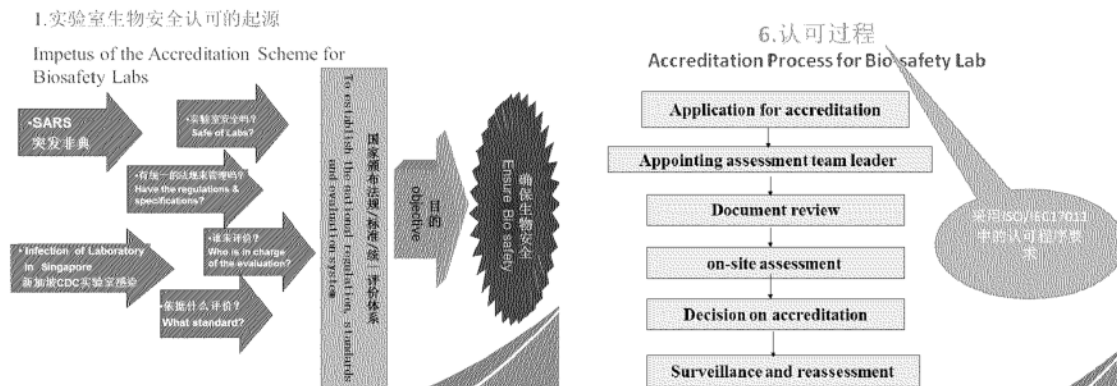 1.实验室生物安全认可的起源
Impetus of the Accreditation Scheme for
Biosafety Labs
•SARS
突发非典
•实验室安全吗?
Safe of Labs?
•有统一的法规来管理吗?
Have the regulations &
specifications?
• Infection of Laboratory
in Singapore
新加坡CDC实验室感染
•谁来评价?
Who is in charge
of the evaluation?
•依据什么评价?
What standard?
国家颁布法规/标准/统一评价体系
To establish the national regulation, standards
and evaluation system
目的
objective
确保生物安全
Ensure Bio safety
6.认可过程
Accreditation Process for Bio-safety Lab
Application for accreditation
Appointing assessment team leader
Document review
on-site assessment
Decision on accreditation
Surveillance and reassessment
采用ISO/IEC17011
中的认可程序要
求